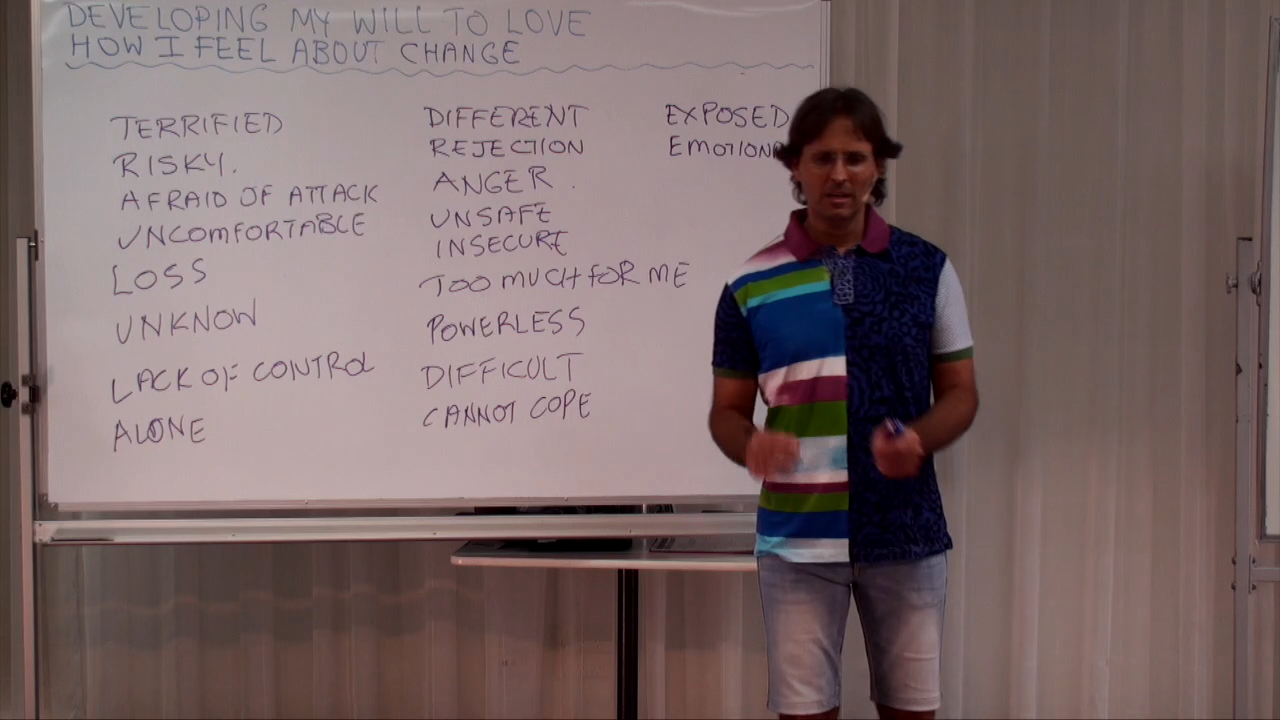 DEVELOPING MY WILL TO LOVE
HOW I FEEL ABOUT CHANGE
TERRIFIED
RISKY.
AFRAID OF ATTACK
UNCOMFORTABLE
LOSS
UNKNOW
LACK OF CONTROL
ALONE
DIFFERENT
REJECTION
ANGER.
UNSAFE
INSECURE
TOO MUCH FOR ME
POWERLESS
DIFFICULT
CANNOT COPE
EXPOSED
EMOTIONA